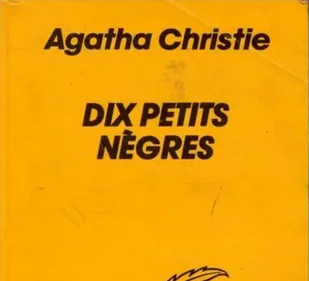 Agatha Christie
DIX PETITS
NÈGRES